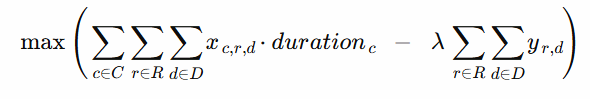 max ( ∑_{c∈C} ∑_{r∈R} ∑_{d∈D} x_{c,r,d} · duration_c − λ ∑_{r∈R} ∑_{d∈D} y_{r,d} )